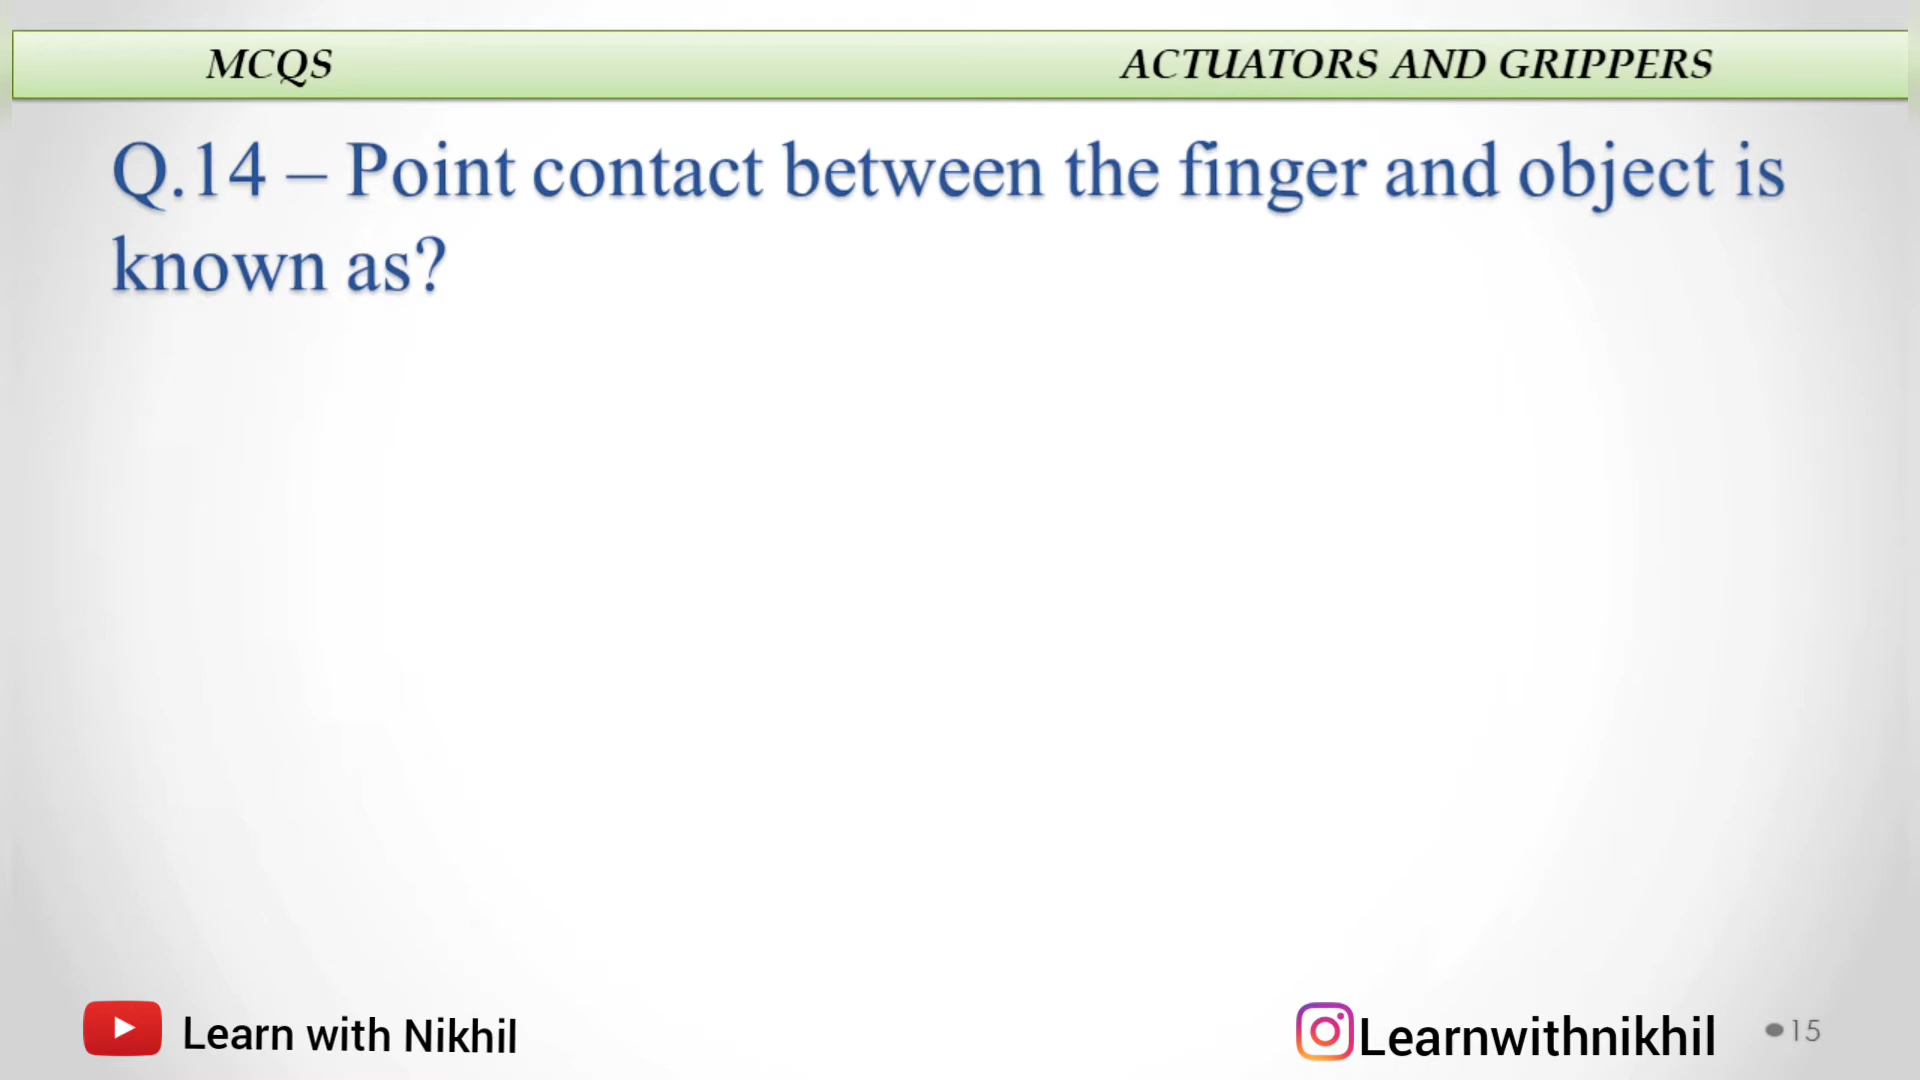 MCQS
ACTUATORS AND GRIPPERS
Q.14 – Point contact between the finger and object is
known as?
Learn with Nikhil
Learnwithnikhil
15